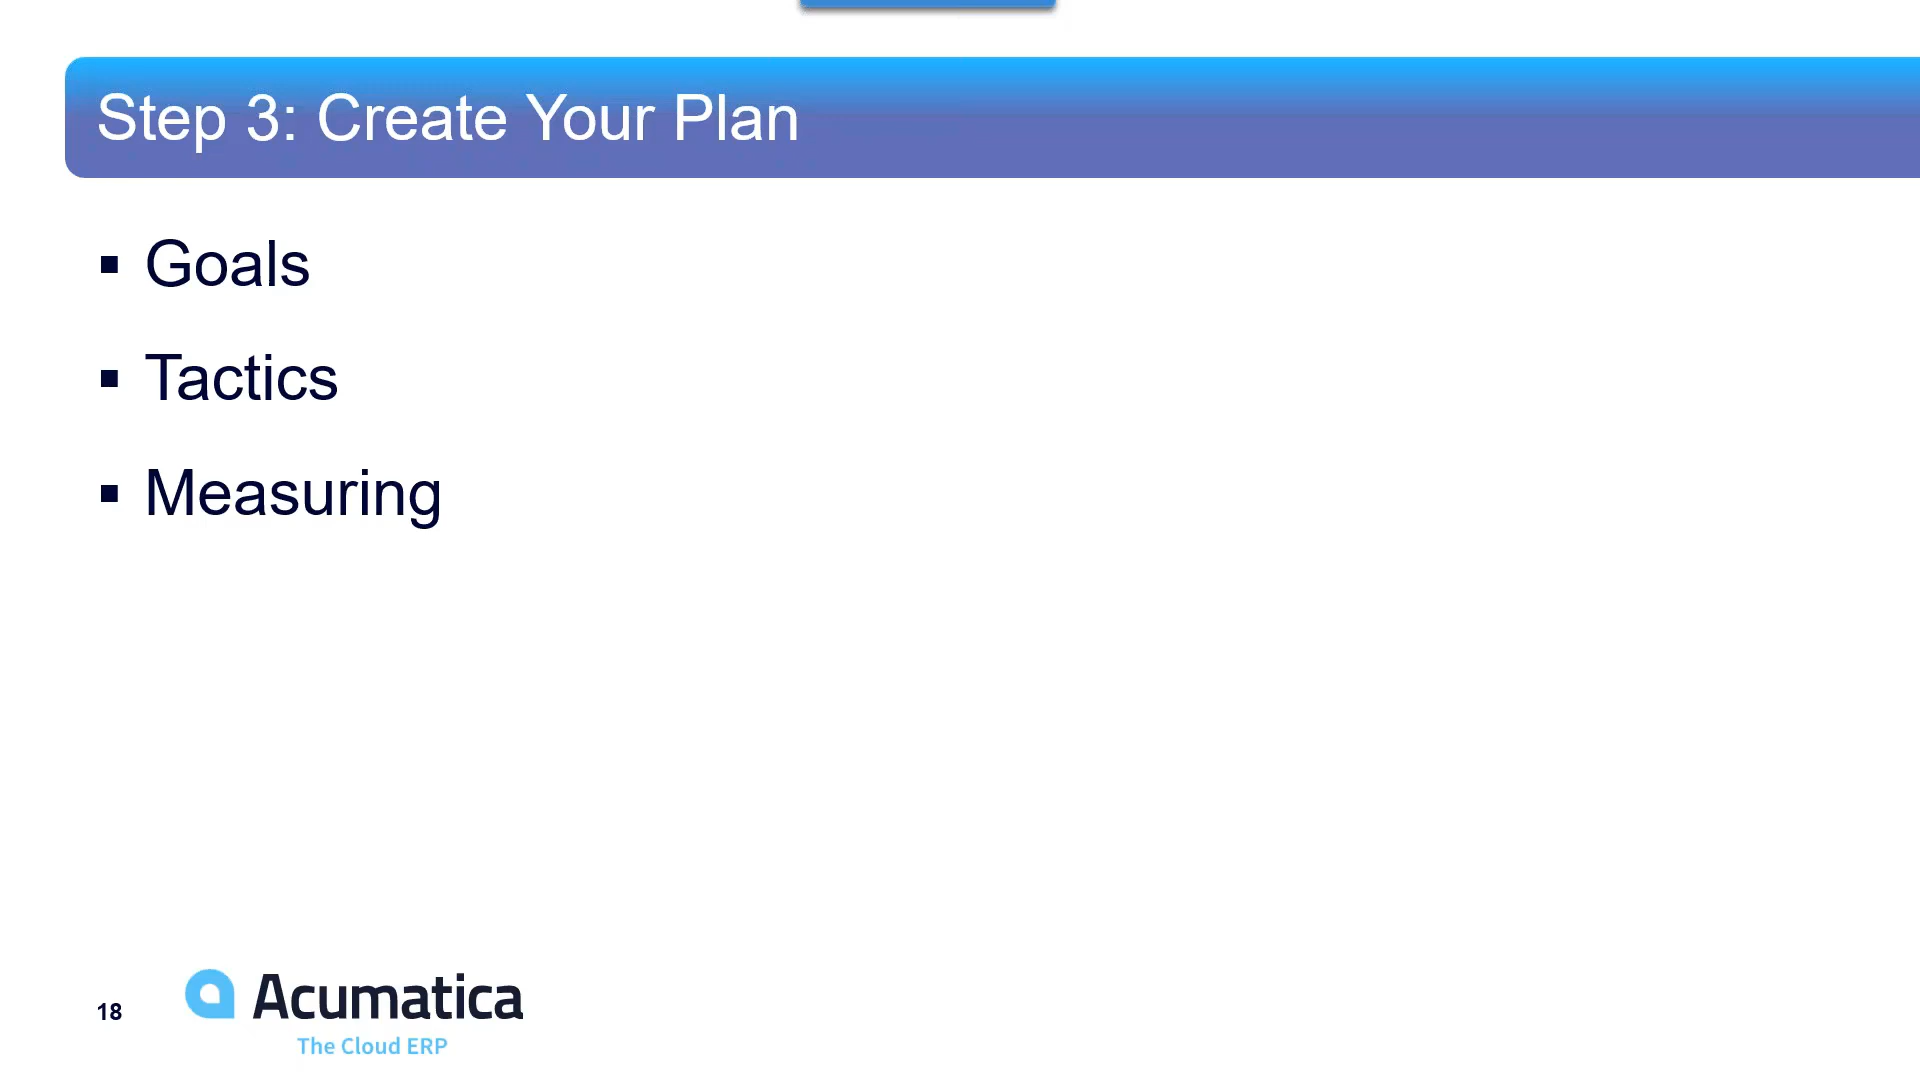 Step 3: Create Your Plan
▪ Goals
▪ Tactics
▪ Measuring
18
Acumatica
The Cloud ERP